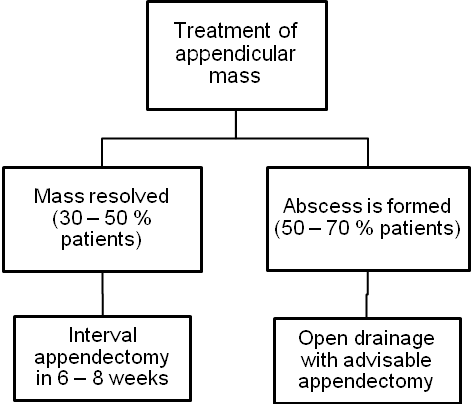 Treatment of
appendicular
mass
Mass resolved
(30 – 50 %
patients)
Abscess is formed
(50 – 70 % patients)
Interval
appendectomy
in 6 – 8 weeks
Open drainage
with advisable
appendectomy